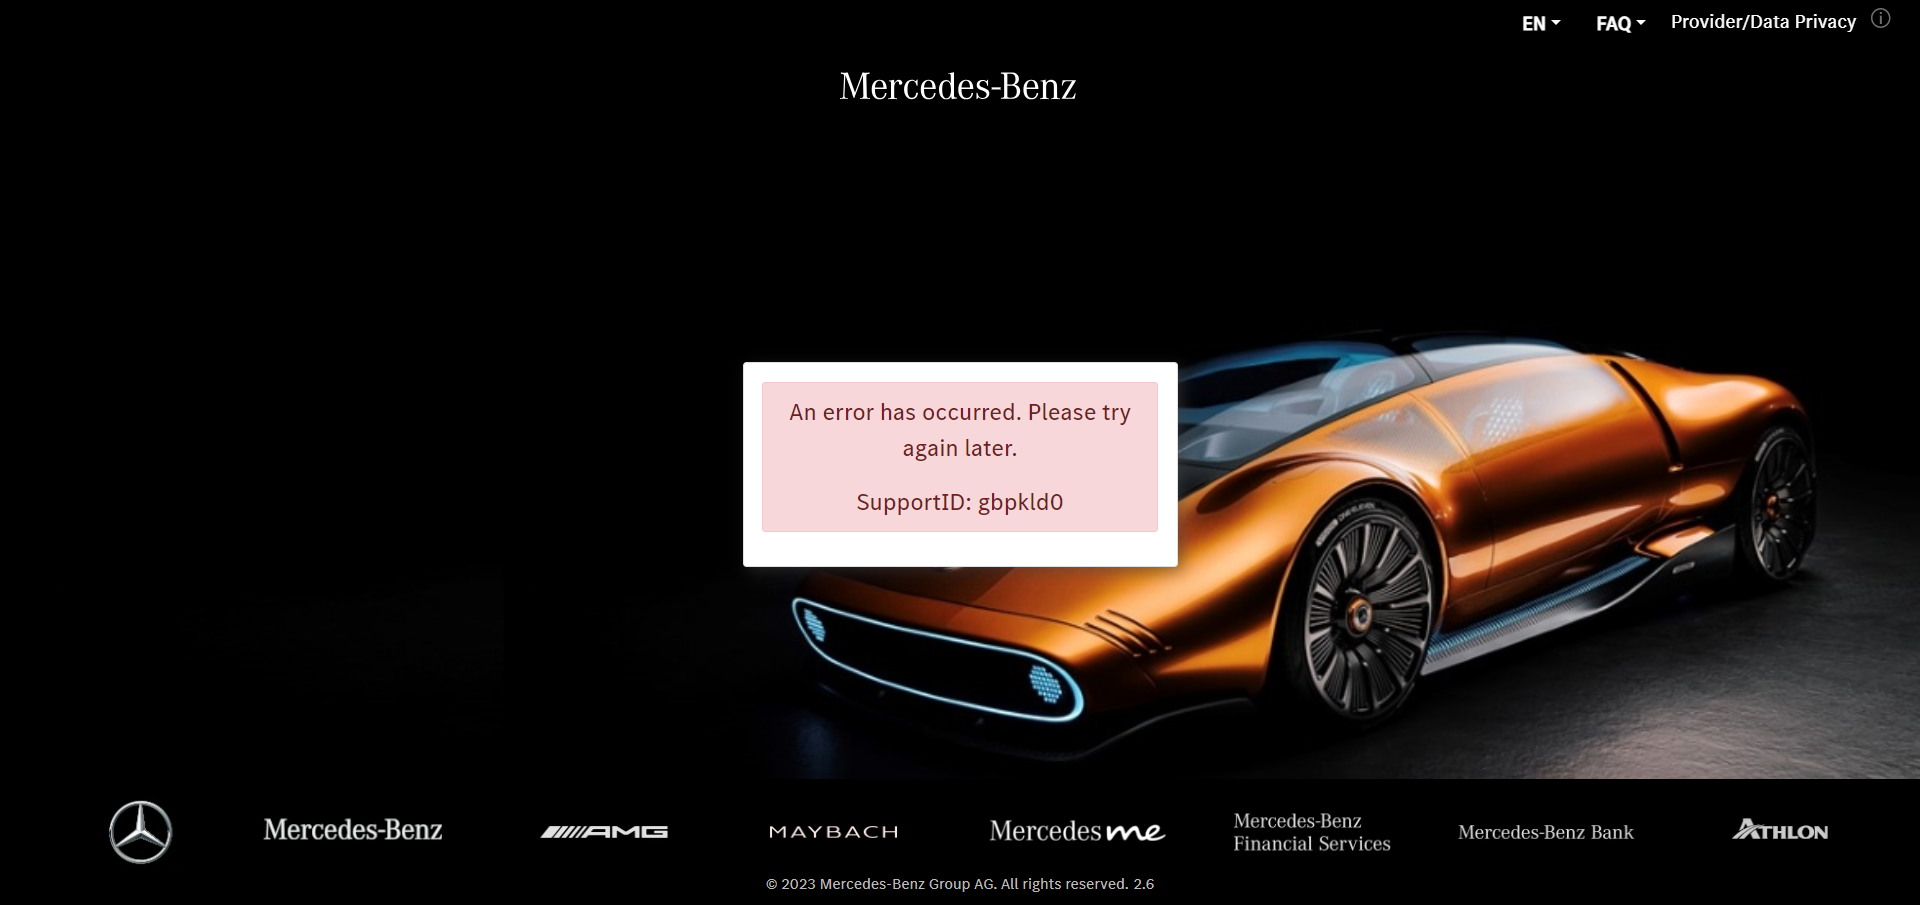 EN
FAQ
Provider/Data Privacy
Mercedes-Benz
An error has occurred. Please try
again later.
SupportID: gbpkld0
Mercedes-Benz
AMG
MAYBACH
Mercedes me
Mercedes-Benz
Financial Services
Mercedes-Benz Bank
ATHLON
© 2023 Mercedes-Benz Group AG. All rights reserved. 2.6